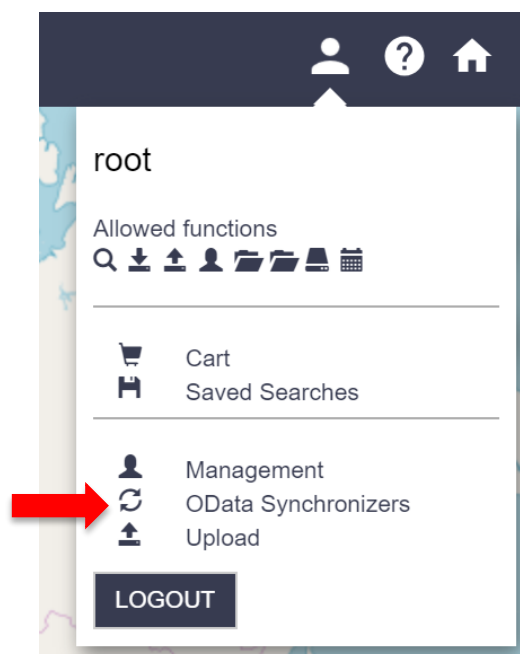 root
Allowed functions
Cart
Saved Searches
Management
OData Synchronizers
Upload
LOGOUT